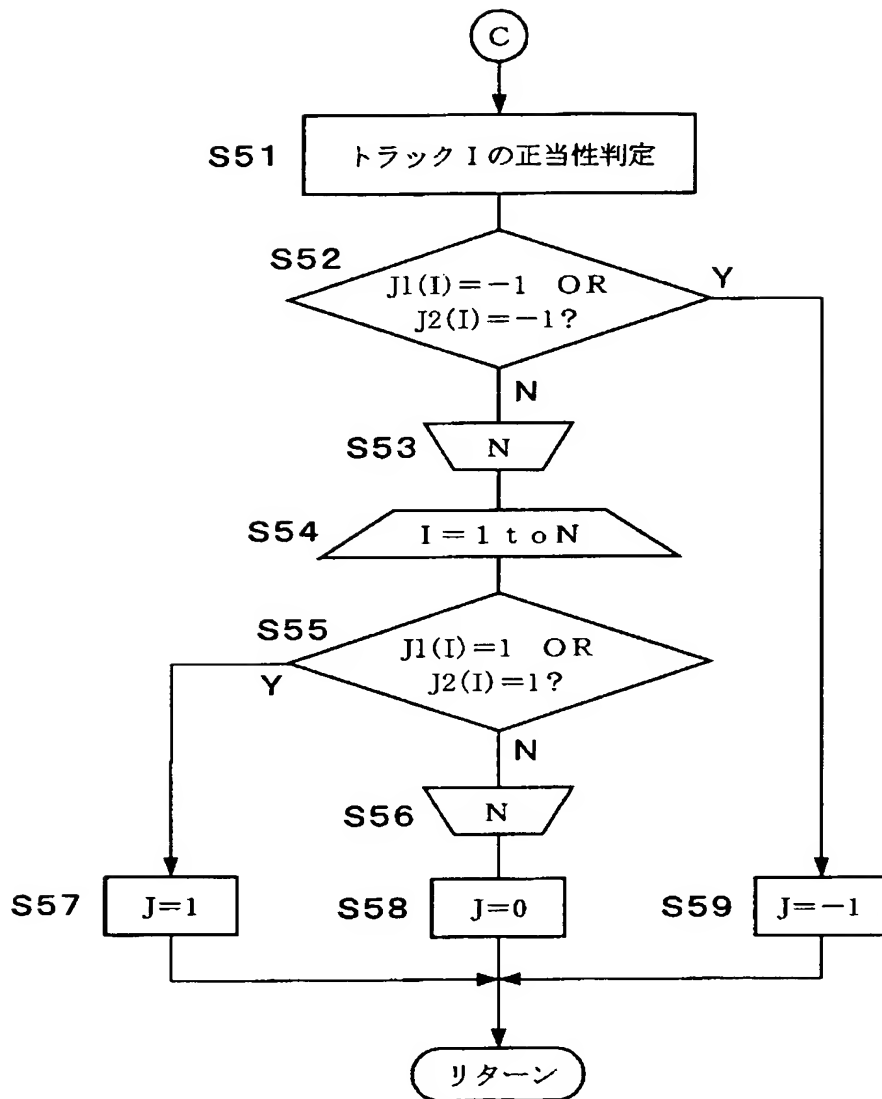 C
S51
トラックIの正当性判定
S52
J1(I)=−1 OR
J2(I)=−1?
Y
N
S53
N
S54
I=1 to N
S55
J1(I)=1 OR
J2(I)=1?
Y
N
S56
N
S57
J=1
S58
J=0
S59
J=−1
リターン